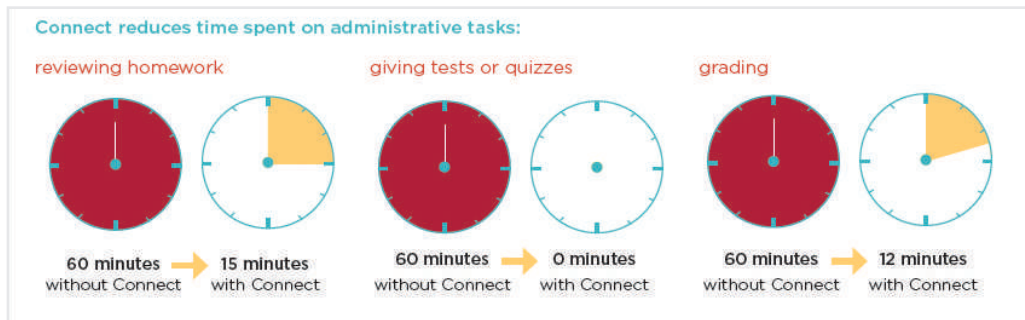 Connect reduces time spent on administrative tasks:
reviewing homework
60 minutes
without Connect
15 minutes
with Connect
giving tests or quizzes
60 minutes
without Connect
0 minutes
with Connect
grading
60 minutes
without Connect
12 minutes
with Connect